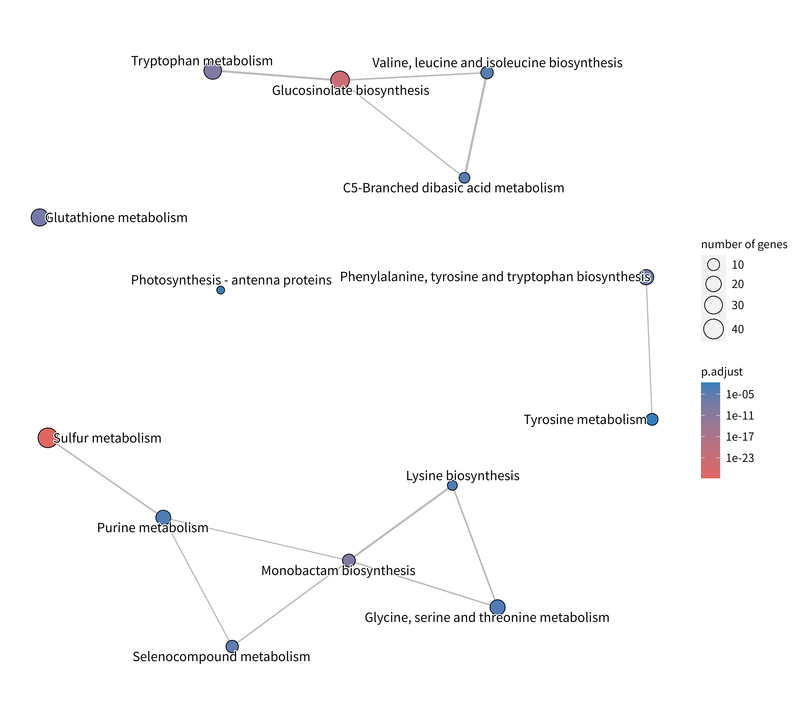 Tryptophan metabolism
Valine, leucine and isoleucine biosynthesis
Glucosinolate biosynthesis
C5-Branched dibasic acid metabolism
Glutathione metabolism
Photosynthesis - antenna proteins
Phenylalanine, tyrosine and tryptophan biosynthesis
Tyrosine metabolism
Sulfur metabolism
Lysine biosynthesis
Purine metabolism
Monobactam biosynthesis
Glycine, serine and threonine metabolism
Selenocompound metabolism
number of genes
10
20
30
40
p.adjust
1e-05
1e-11
1e-17
1e-23